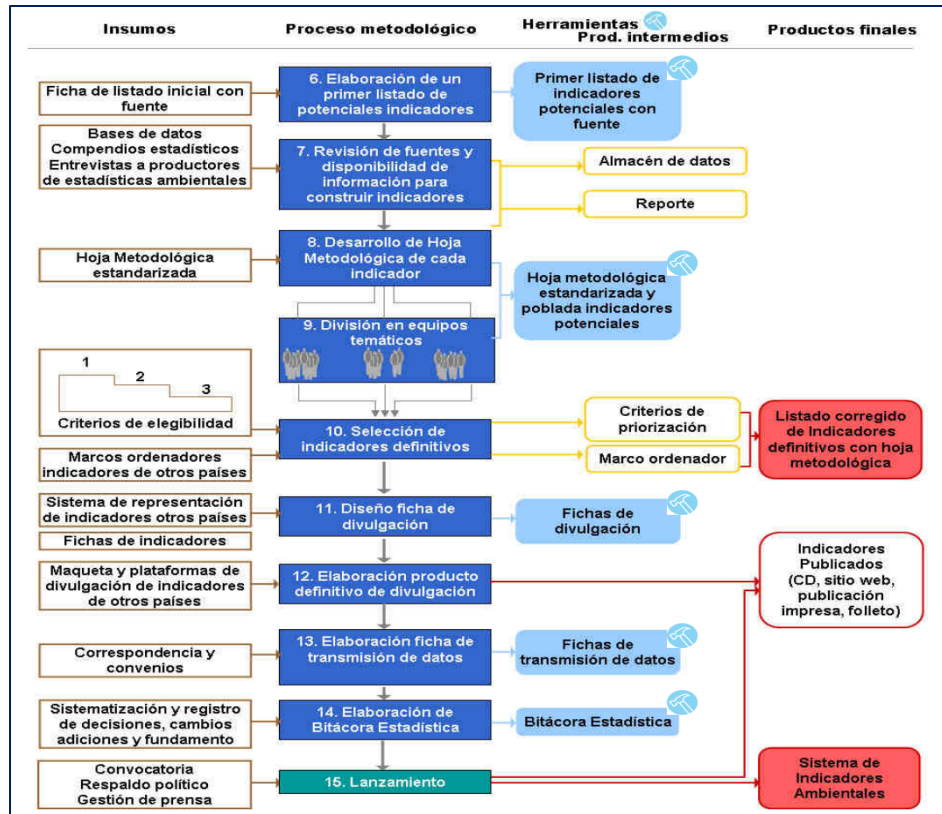 Insumos
Proceso metodológico
Herramientas
Prod. intermedios
Productos finales
Ficha de listado inicial con
fuente
6. Elaboración de un
primer listado de
potenciales indicadores
Primer listado de
indicadores
potenciales con
fuente
Bases de datos
Compendios estadísticos
Entrevistas a productores
de estadísticas ambientales
7. Revisión de fuentes y
disponibilidad de
información para
construir indicadores
Almacén de datos
Reporte
Hoja Metodológica
estandarizada
8. Desarrollo de Hoja
Metodológica de cada
indicador
Hoja metodológica
estandarizada y
poblada indicadores
potenciales
9. División en equipos
temáticos
1
2
3
Criterios de elegibilidad
Marcos ordenadores
indicadores de otros países
10. Selección de
indicadores definitivos
Criterios de
priorización
Marco ordenador
Listado corregido
de Indicadores
definitivos con hoja
metodológica
Sistema de representación
de indicadores otros países
Fichas de indicadores
11. Diseño ficha de
divulgación
Fichas de
divulgación
Maqueta y plataformas de
divulgación de indicadores
de otros países
12. Elaboración producto
definitivo de divulgación
Indicadores
Publicados
(CD, sitio web,
publicación
impresa, folleto)
Correspondencia y
convenios
13. Elaboración ficha de
transmisión de datos
Fichas de
transmisión de datos
Sistematización y registro
de decisiones, cambios
adiciones y fundamento
14. Elaboración de
Bitácora Estadística
Bitácora Estadística
Convocatoria
Respaldo político
Gestión de prensa
15. Lanzamiento
Sistema de
Indicadores
Ambientales